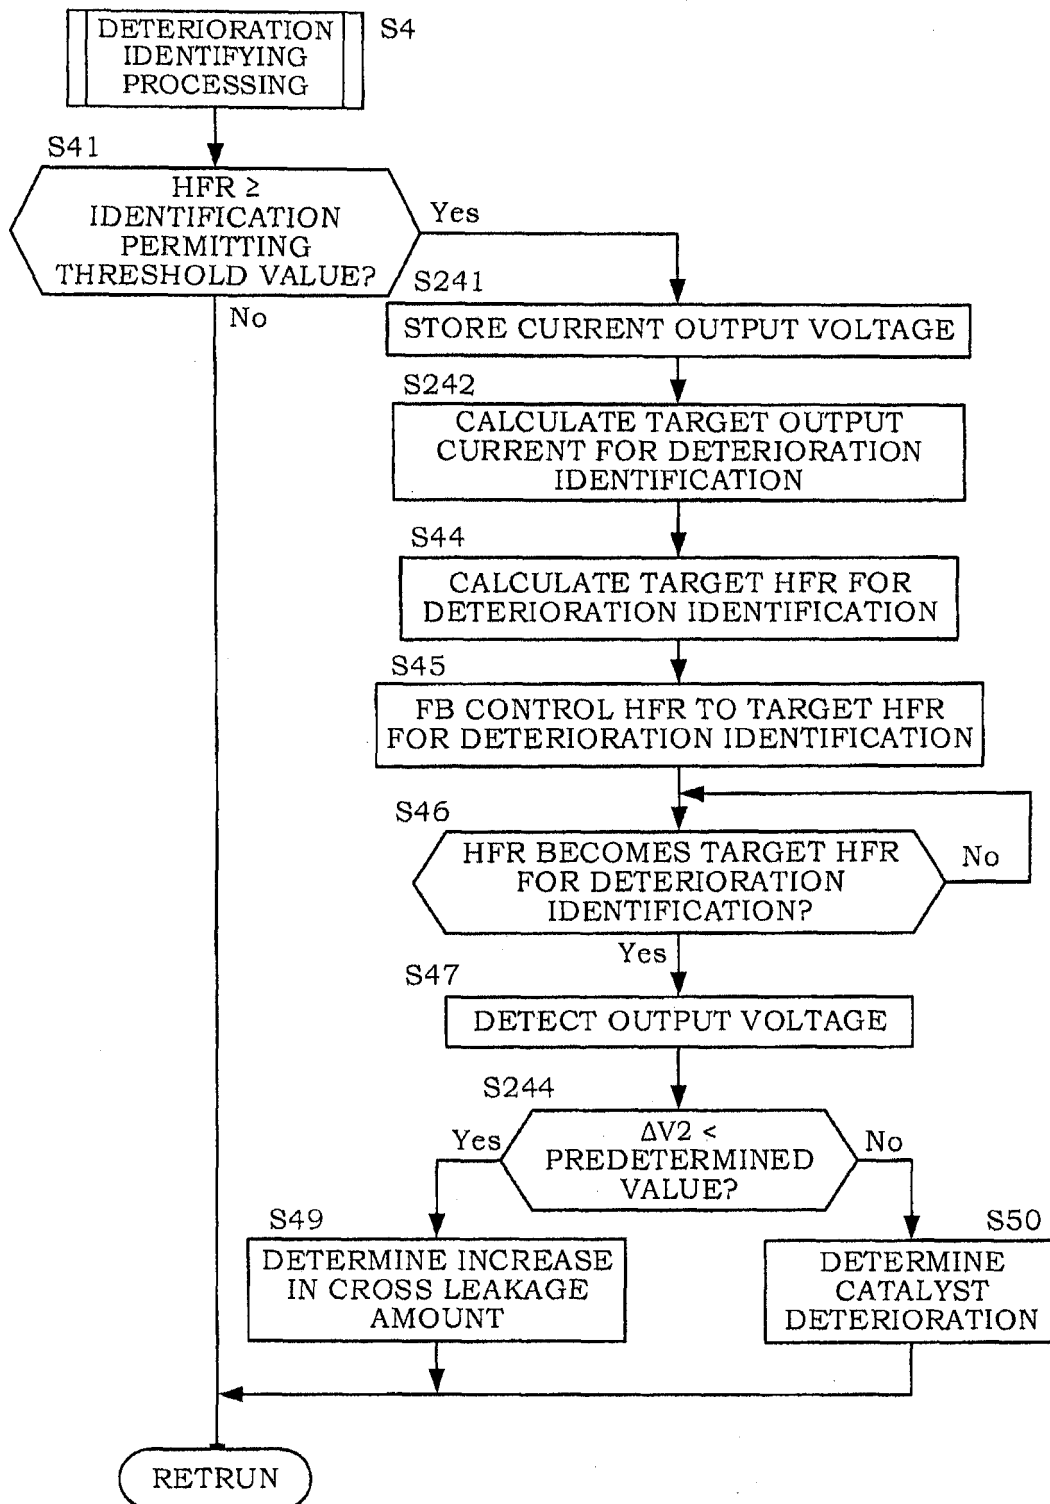 DETERIORATION
IDENTIFYING
PROCESSING
S4
S41
HFR ≥
IDENTIFICATION
PERMITTING
THRESHOLD VALUE?
Yes
No
S241
STORE CURRENT OUTPUT VOLTAGE
S242
CALCULATE TARGET OUTPUT
CURRENT FOR DETERIORATION
IDENTIFICATION
S44
CALCULATE TARGET HFR FOR
DETERIORATION IDENTIFICATION
S45
FB CONTROL HFR TO TARGET HFR
FOR DETERIORATION IDENTIFICATION
S46
HFR BECOMES TARGET HFR
FOR DETERIORATION
IDENTIFICATION?
No
Yes
S47
DETECT OUTPUT VOLTAGE
S244
ΔV2 <
PREDETERMINED
VALUE?
Yes
No
S49
DETERMINE INCREASE
IN CROSS LEAKAGE
AMOUNT
S50
DETERMINE
CATALYST
DETERIORATION
RETRUN